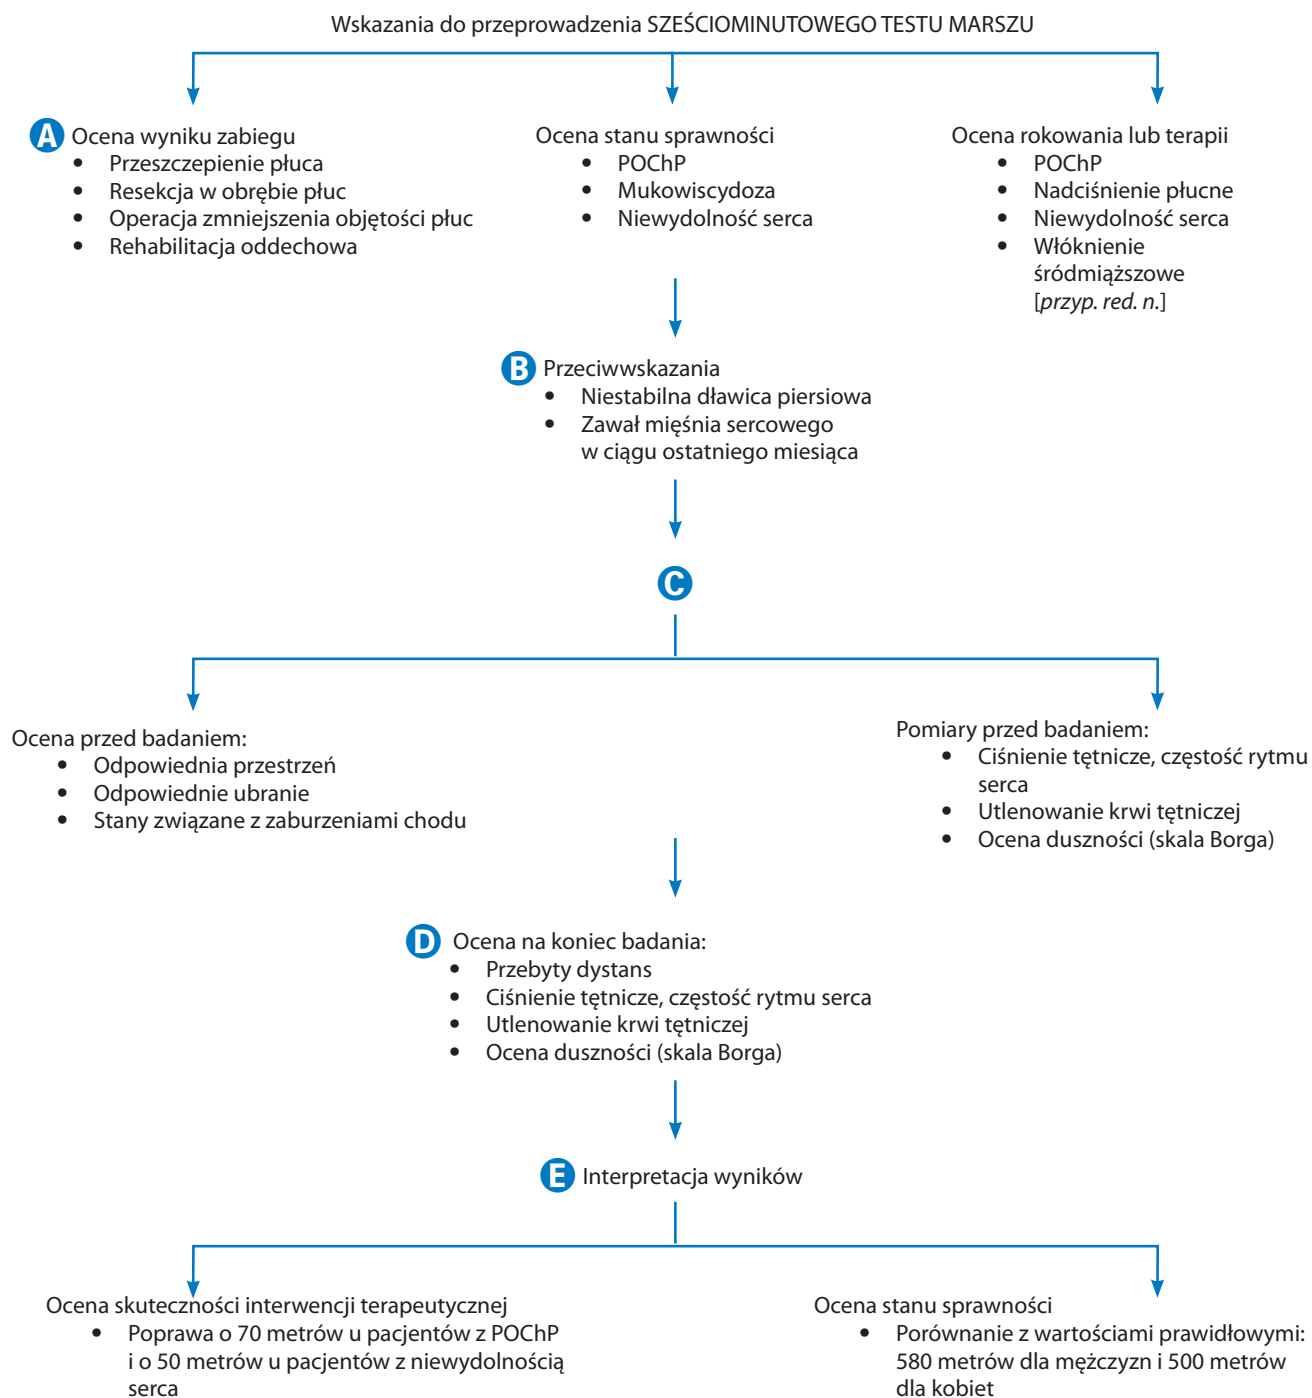 Wskazania do przeprowadzenia SZEŚCIOMINUTOWEGO TESTU MARSZU
A Ocena wyniku zabiegu
• Przeszczepienie płuca
• Resekcja w obrębie płuc
• Operacja zmniejszenia objętości płuc
• Rehabilitacja oddechowa
Ocena stanu sprawności
• POChP
• Mukowiscydoza
• Niewydolność serca
Ocena rokowania lub terapii
• POChP
• Nadciśnienie płucne
• Niewydolność serca
• Włóknienie
śródmiąższowe
[przyp. red. n.]
B Przeciwwskazania
• Niestabilna dławica piersiowa
• Zawał mięśnia sercowego
w ciągu ostatniego miesiąca
C
Ocena przed badaniem:
• Odpowiednia przestrzeń
• Odpowiednie ubranie
• Stany związane z zaburzeniami chodu
Pomiary przed badaniem:
• Ciśnienie tętnicze, częstość rytmu
serca
• Utlenowanie krwi tętniczej
• Ocena duszności (skala Borga)
D Ocena na koniec badania:
• Przebyty dystans
• Ciśnienie tętnicze, częstość rytmu serca
• Utlenowanie krwi tętniczej
• Ocena duszności (skala Borga)
E Interpretacja wyników
Ocena skuteczności interwencji terapeutycznej
• Poprawa o 70 metrów u pacjentów z POChP
i o 50 metrów u pacjentów z niewydolnością
serca
Ocena stanu sprawności
• Porównanie z wartościami prawidłowymi:
580 metrów dla mężczyzn i 500 metrów
dla kobiet